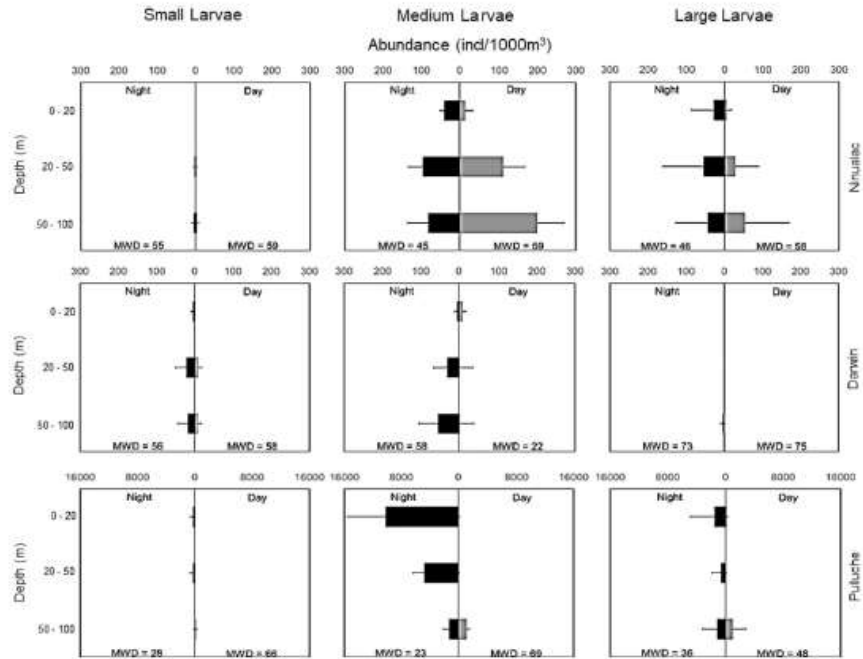 Small Larvae Medium Larvae Large Larvae
Abundance (ind/1000m³)
300 200 100 0 100 200 300 300 200 100 0 100 200 300 300 200 100 0 100 200 300
Night Day Night Day Night Day
0 - 20
20 - 50
50 - 100
Depth (m)
Ninualac
MWD = 55 MWD = 59 MWD = 45 MWD = 59 MWD = 46 MWD = 58
300 200 100 0 100 200 300 300 200 100 0 100 200 300 300 200 100 0 100 200 300
Night Day Night Day Night Day
0 - 20
20 - 50
50 - 100
Depth (m)
Darwin
MWD = 56 MWD = 58 MWD = 58 MWD = 22 MWD = 73 MWD = 75
16000 8000 0 8000 16000 16000 8000 0 8000 16000 16000 8000 0 8000 16000
Night Day Night Day Night Day
0 - 20
20 - 50
50 - 100
Depth (m)
Pulluche
MWD = 28 MWD = 66 MWD = 23 MWD = 69 MWD = 36 MWD = 48